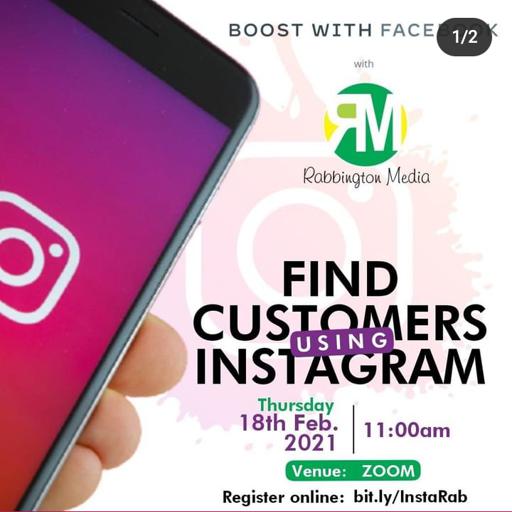 BOOST WITH FACEBOOK
1/2
with
RM
Rabbington Media
FIND
CUSTOMERS
USING
INSTAGRAM
Thursday
18th Feb.
2021
11:00am
Venue: ZOOM
Register online: bit.ly/InstaRab